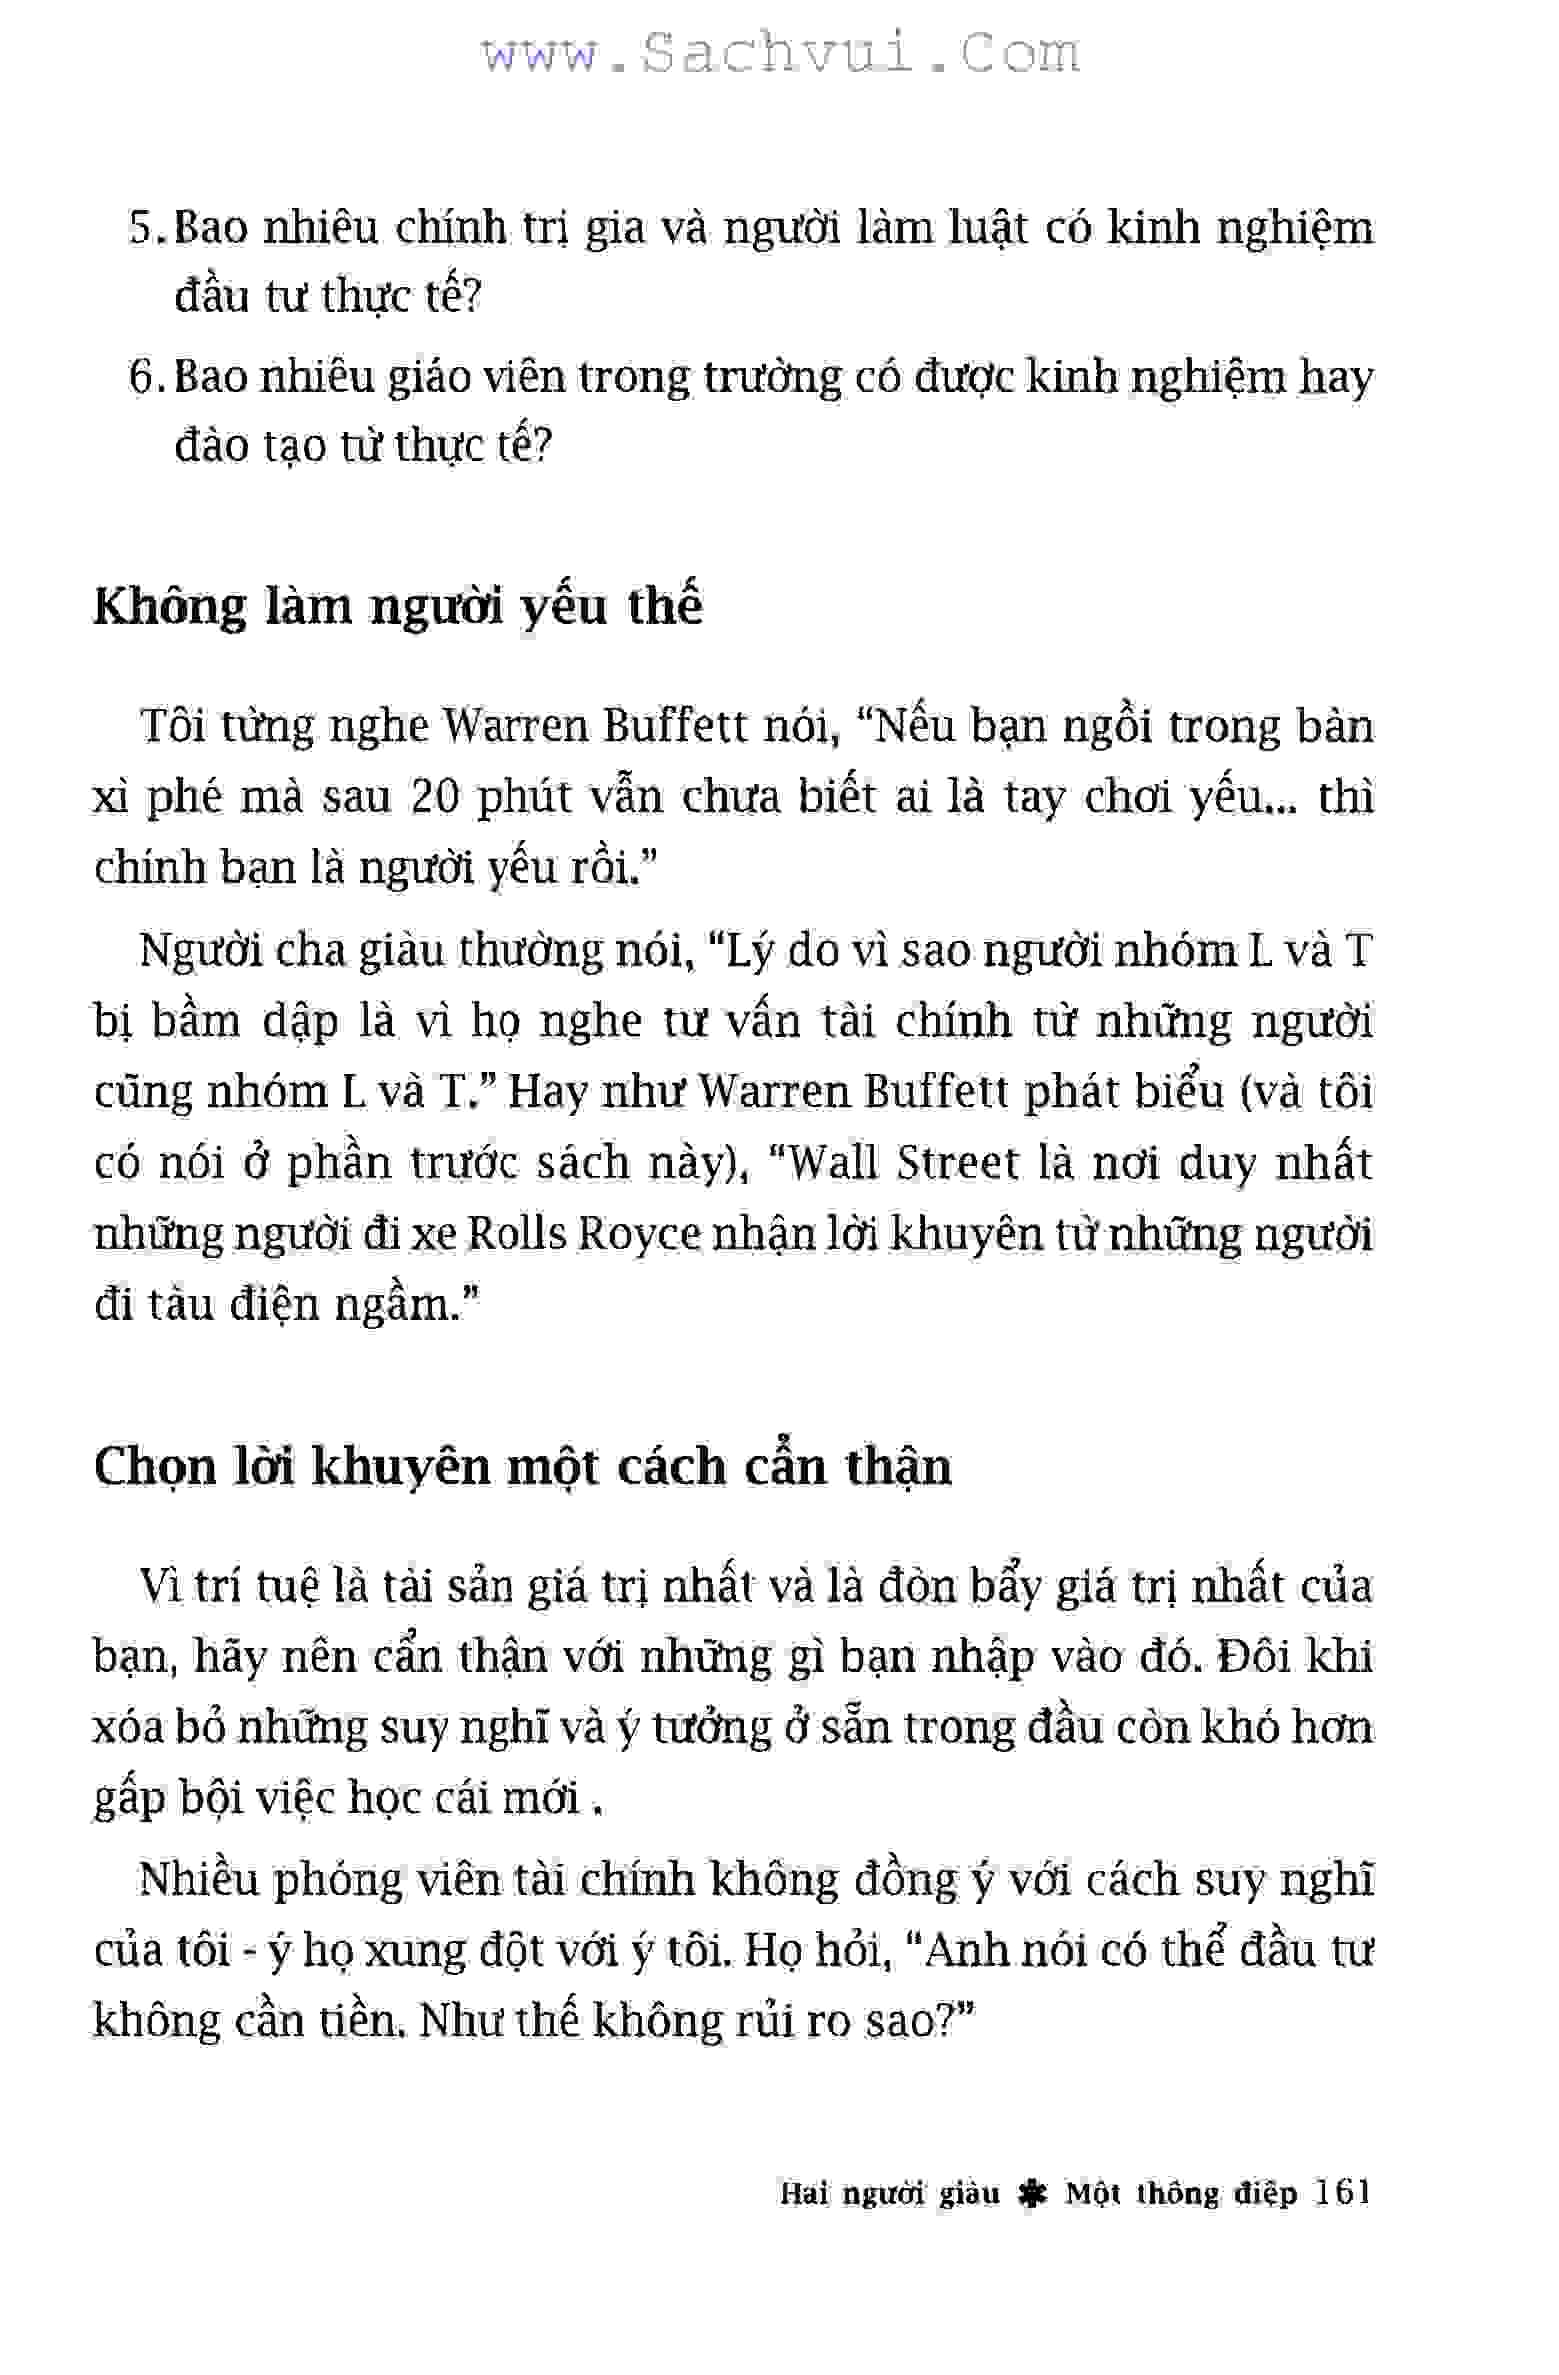 www.Sachvui.Com
5. Bao nhiêu chính trị gia và người làm luật có kinh nghiệm
đầu tư thực tế?
6. Bao nhiêu giáo viên trong trường có được kinh nghiệm hay
đào tạo từ thực tế?
Không làm người yếu thế
Tôi từng nghe Warren Buffett nói, “Nếu bạn ngồi trong bàn
xì phé mà sau 20 phút vẫn chưa biết ai là tay chơi yếu... thì
chính bạn là người yếu rồi.”
Người cha giàu thường nói, “Lý do vì sao người nhóm L và T
bị bầm dập là vì họ nghe tư vấn tài chính từ những người
cũng nhóm L và T.” Hay như Warren Buffett phát biểu (và tôi
có nói ở phần trước sách này), “Wall Street là nơi duy nhất
những người đi xe Rolls Royce nhận lời khuyên từ những người
đi tàu điện ngầm.”
Chọn lời khuyên một cách cẩn thận
Vì trí tuệ là tài sản giá trị nhất và là đòn bẩy giá trị nhất của
bạn, hãy nên cẩn thận với những gì bạn nhập vào đó. Đôi khi
xóa bỏ những suy nghĩ và ý tưởng ở sẵn trong đầu còn khó hơn
gấp bội việc học cái mới .
Nhiều phóng viên tài chính không đồng ý với cách suy nghĩ
của tôi - ý họ xung đột với ý tôi. Họ hỏi, “Anh nói có thể đầu tư
không cần tiền. Như thế không rủi ro sao?”
Hai người giàu ✱ Một thông điệp 161